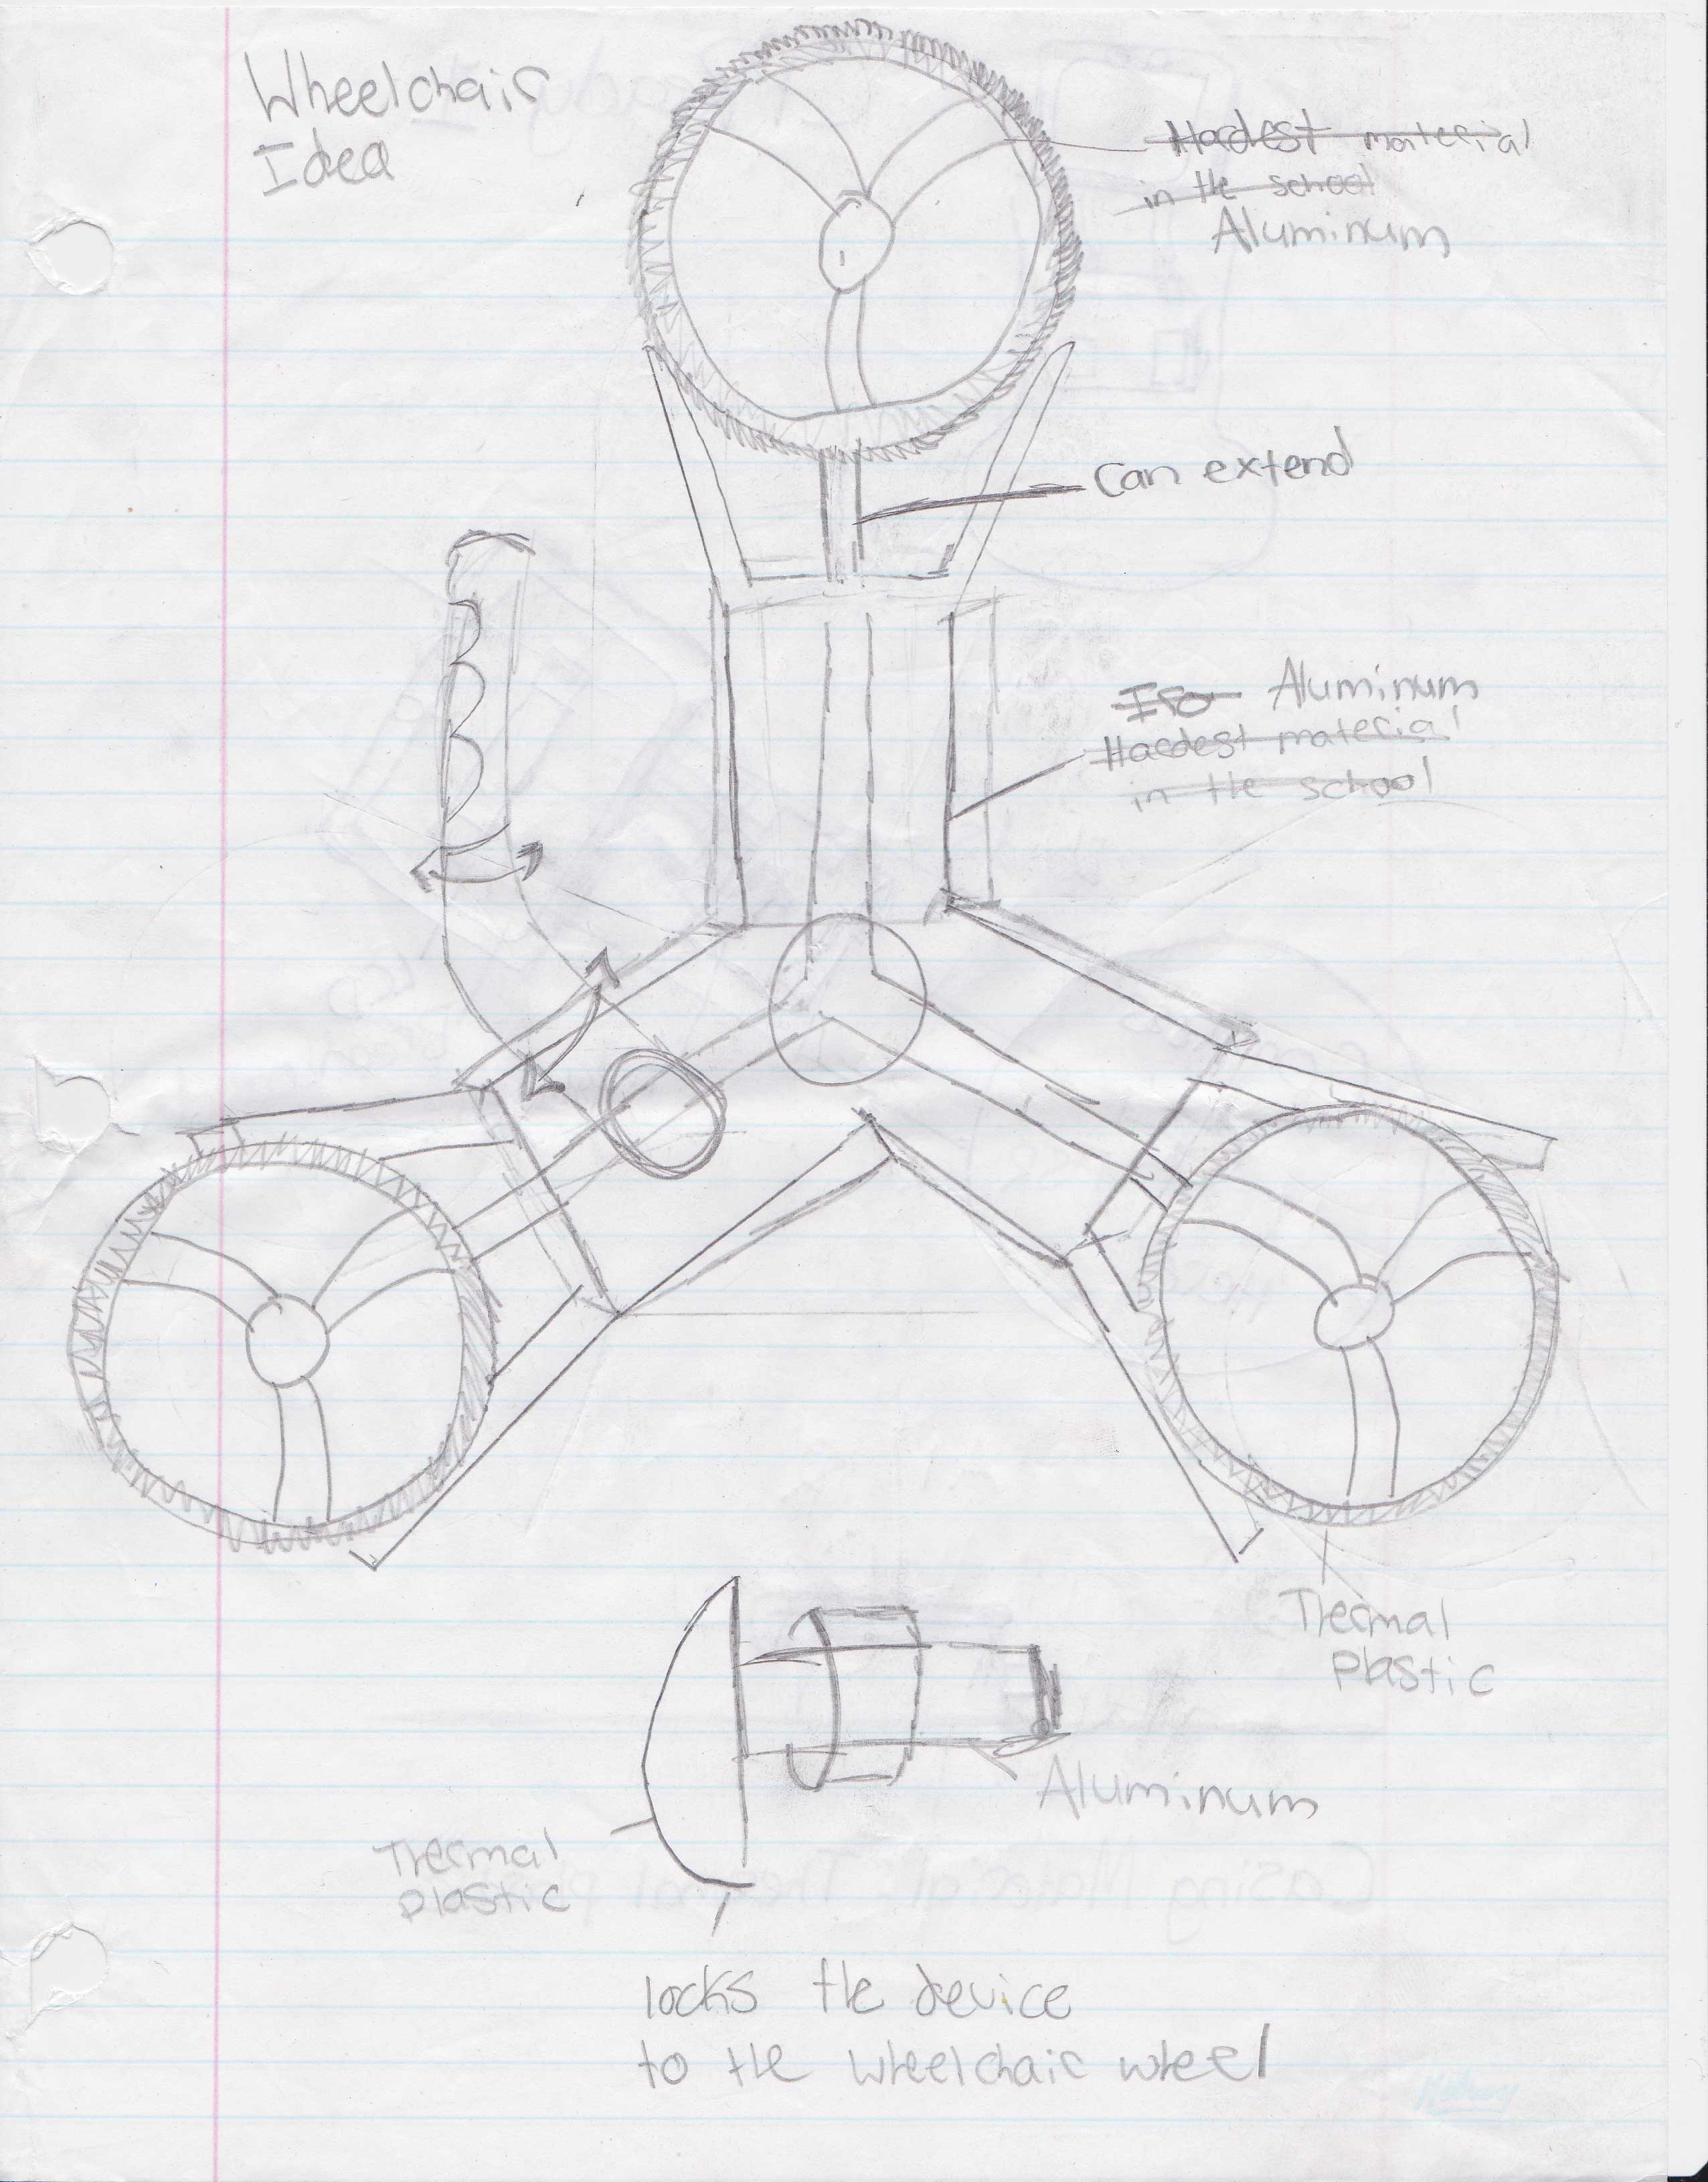 Wheelchair
Idea
Hardest material
in the school
Aluminum
Can extend
Iro Aluminum
Hardest material
in the school
Thermal
plastic
Aluminum
Thermal
plastic
locks the device
to the wheelchair wheel